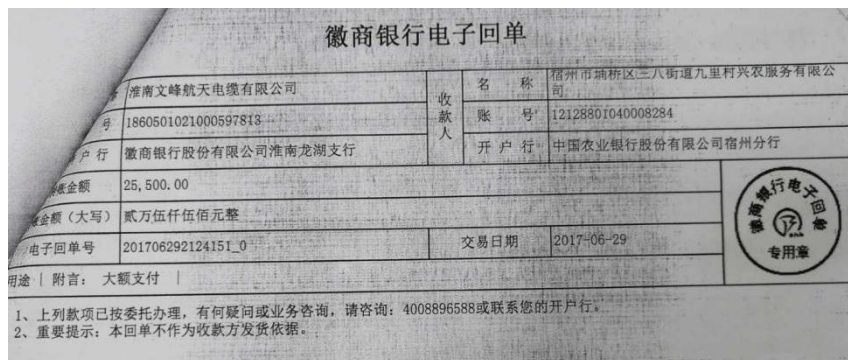 徽商银行电子回单
淮南文峰航天电缆有限公司
收款人
名 称
宿州市埇桥区三八街道九里村兴农服务有限公司
号
1860501021000597813
账 号
12128801040008284
户 行
徽商银行股份有限公司淮南龙湖支行
开 户 行
中国农业银行股份有限公司宿州分行
账金额
25,500.00
金额（大写）
贰万伍仟伍佰元整
电子回单号
201706292124151_0
交易日期
2017-06-29
用途 | 附言： 大额支付 |
徽商银行电子回单
专用章
1、上列款项已按委托办理，有何疑问或业务咨询，请咨询：4008896588或联系您的开户行。
2、重要提示：本回单不作为收款方发货依据。